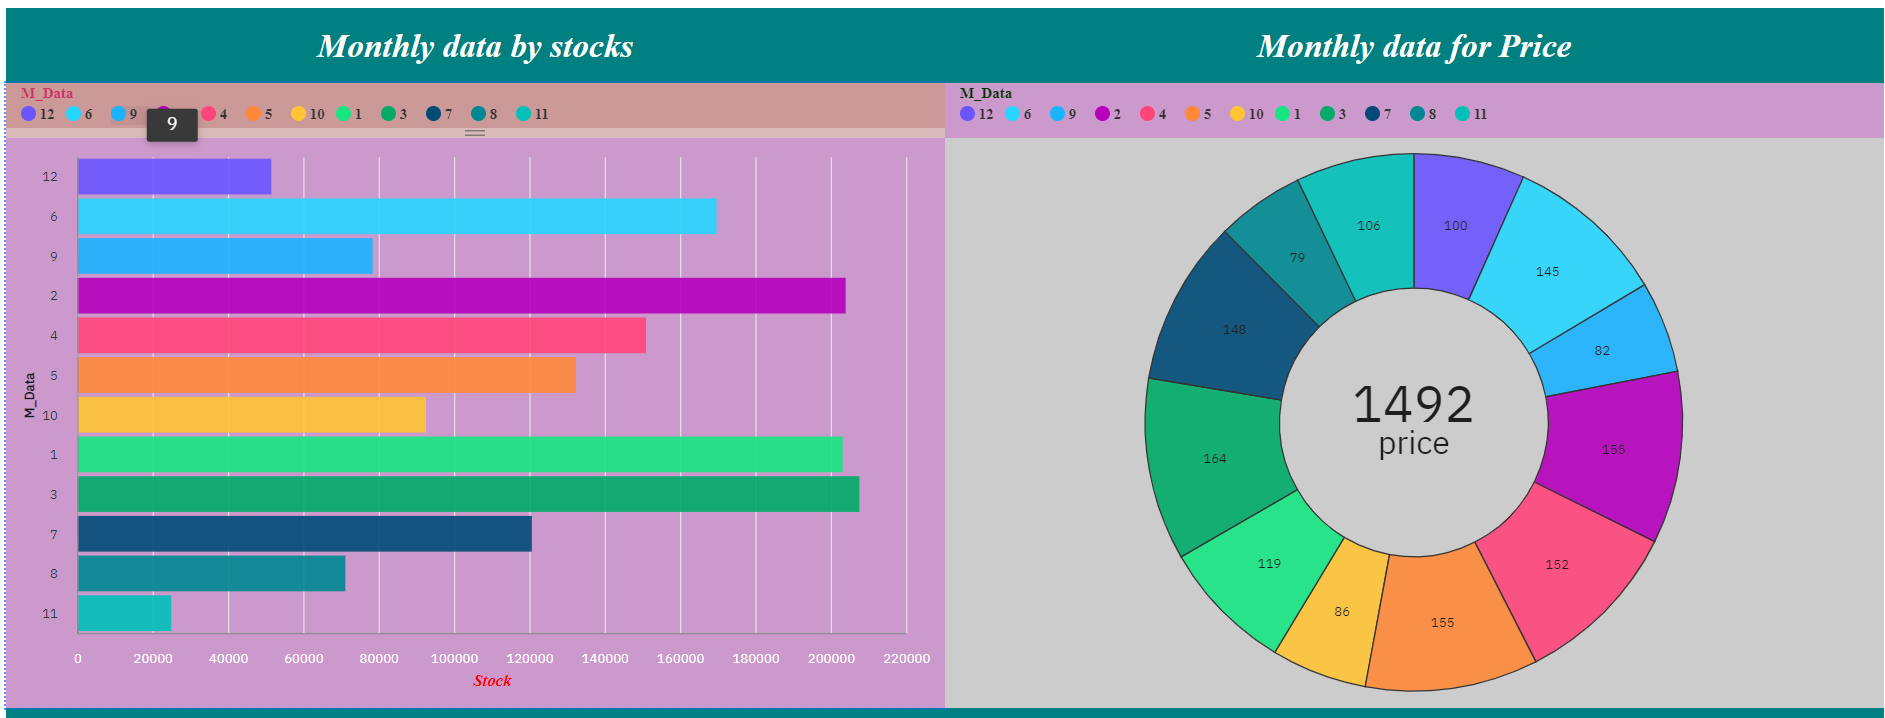 Monthly data by stocks
Monthly data for Price
M_Data
12 6 9 4 5 10 1 3 7 8 11
9
M_Data
12
6
9
2
4
5
10
1
3
7
8
11
0 20000 40000 60000 80000 100000 120000 140000 160000 180000 200000 220000
Stock
M_Data
12 6 9 2 4 5 10 1 3 7 8 11
100
145
82
155
152
155
86
119
164
148
79
106
1492
price